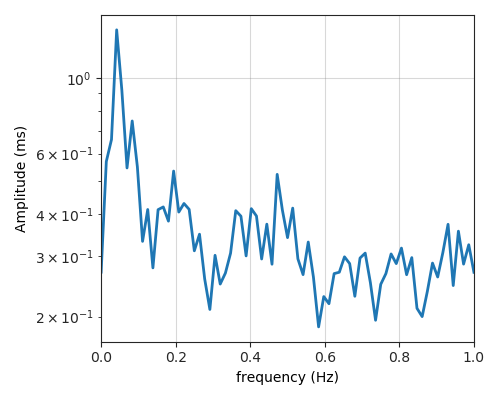 10⁰
6 × 10⁻¹
4 × 10⁻¹
3 × 10⁻¹
2 × 10⁻¹
Amplitude (ms)
0.0 0.2 0.4 0.6 0.8 1.0
frequency (Hz)